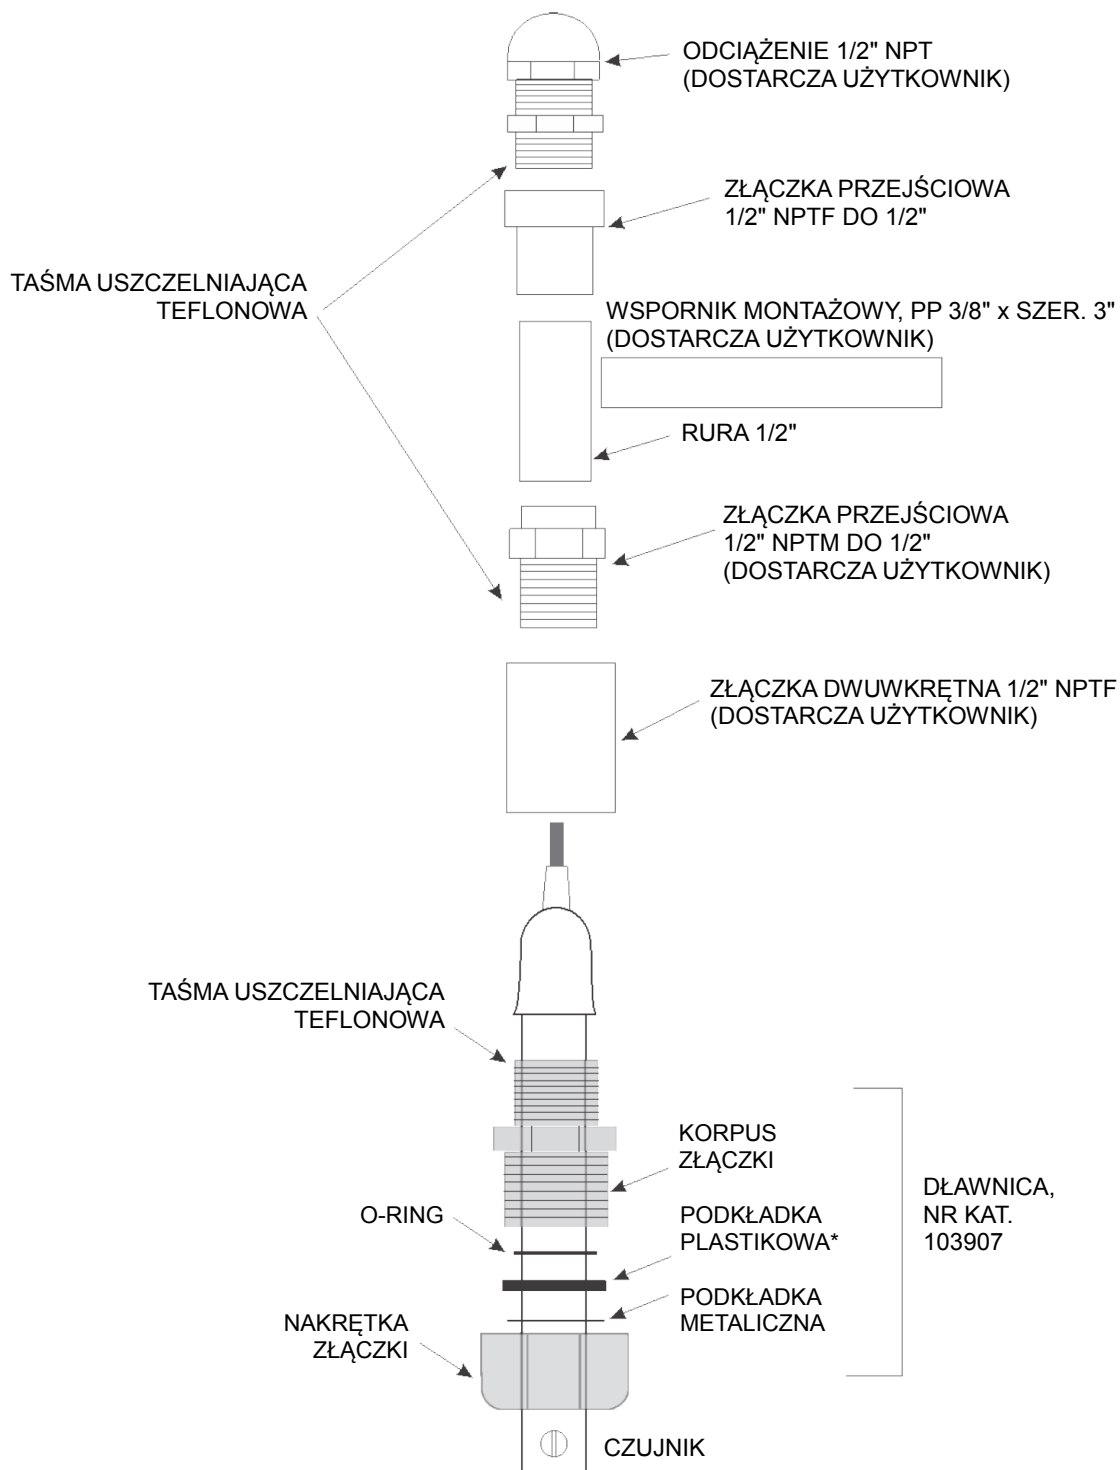 ODCIĄŻENIE 1/2" NPT
(DOSTARCZA UŻYTKOWNIK)
ZŁĄCZKA PRZEJŚCIOWA
1/2" NPTF DO 1/2"
TAŚMA USZCZELNIAJĄCA
TEFLONOWA
WSPORNIK MONTAŻOWY, PP 3/8" x SZER. 3"
(DOSTARCZA UŻYTKOWNIK)
RURA 1/2"
ZŁĄCZKA PRZEJŚCIOWA
1/2" NPTM DO 1/2"
(DOSTARCZA UŻYTKOWNIK)
ZŁĄCZKA DWUWKRĘTNA 1/2" NPTF
(DOSTARCZA UŻYTKOWNIK)
TAŚMA USZCZELNIAJĄCA
TEFLONOWA
KORPUS
ZŁĄCZKI
O-RING
PODKŁADKA
PLASTIKOWA*
DŁAWNICA,
NR KAT.
103907
PODKŁADKA
METALICZNA
NAKRĘTKA
ZŁĄCZKI
CZUJNIK